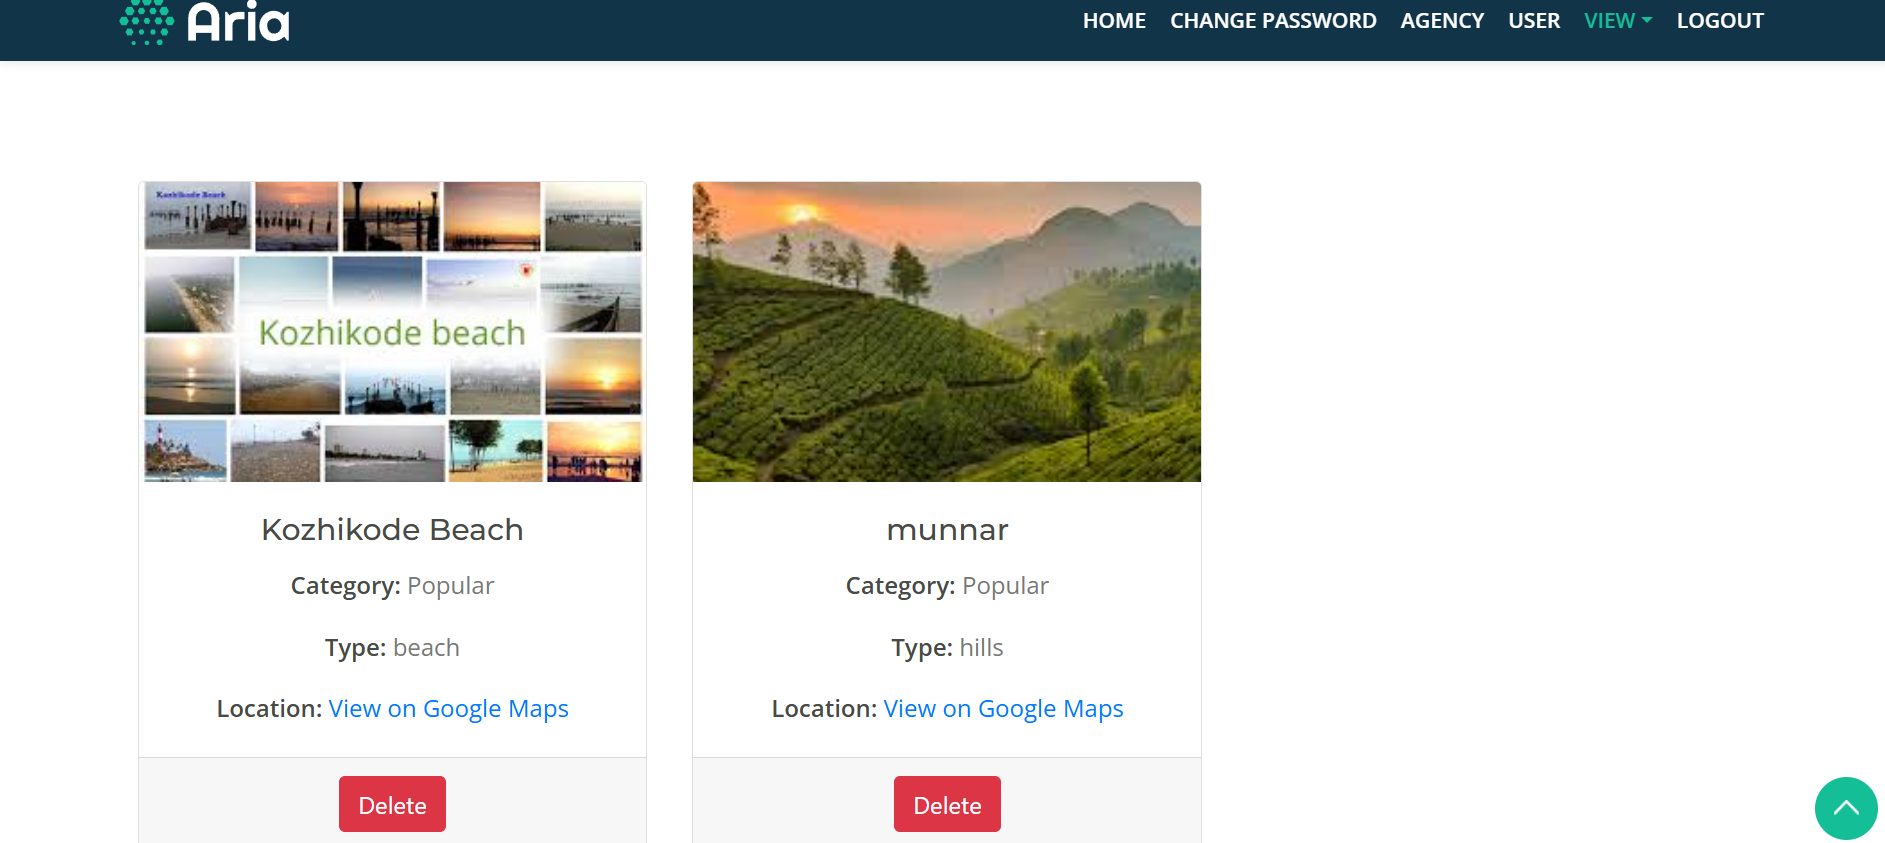 Aria
HOME CHANGE PASSWORD AGENCY USER VIEW LOGOUT
Kozhikode Beach
Kozhikode beach
Kozhikode Beach
Category: Popular
Type: beach
Location: View on Google Maps
Delete
munnar
Category: Popular
Type: hills
Location: View on Google Maps
Delete